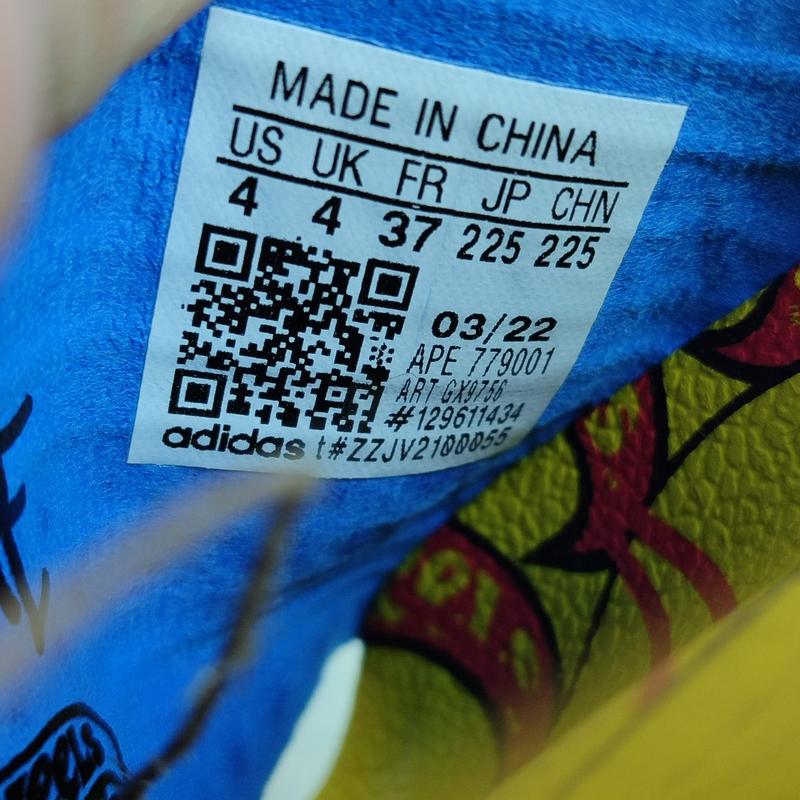 MADE IN CHINA
US UK FR JP CHN
4 4 37 225 225
03/22
APE 779001
ART GX9756
#129611434
adidas t#ZZJV2100055